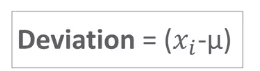 Deviation = (𝑥ᵢ-μ)